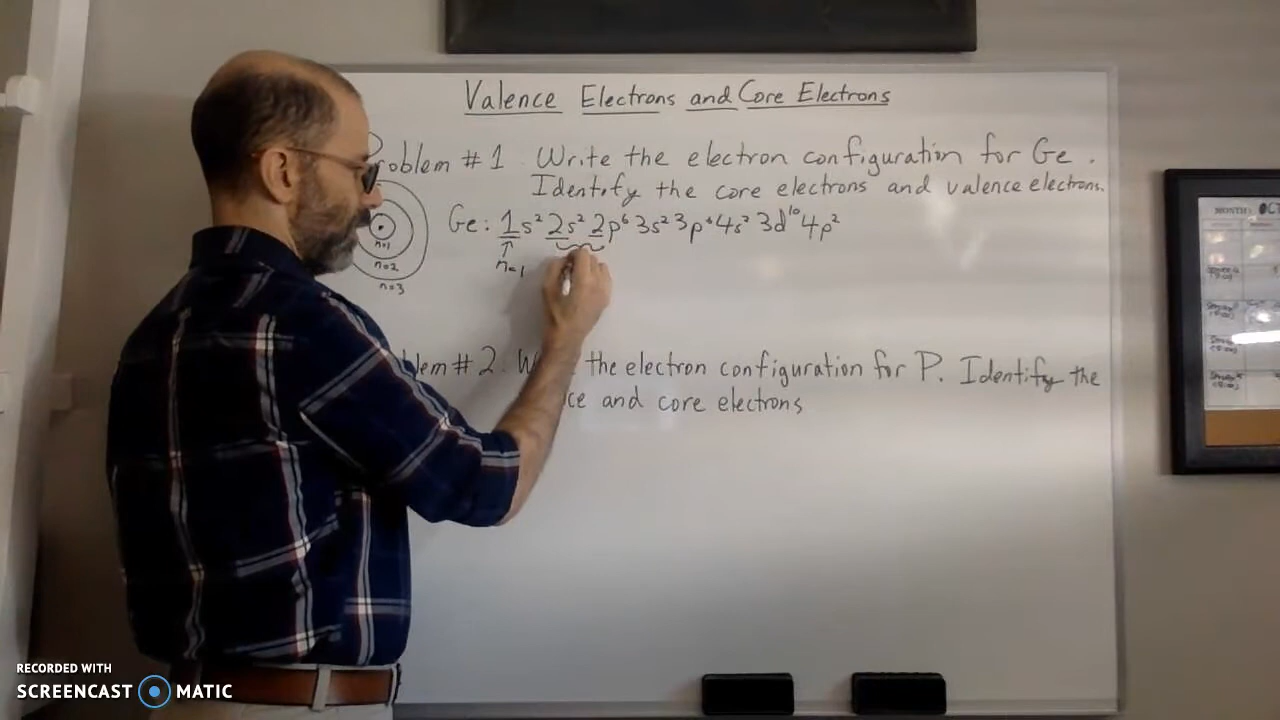 Valence Electrons and Core Electrons
Problem #1 Write the electron configuration for Ge.
Identify the core electrons and valence electrons.
Ge: 1s² 2s² 2p⁶ 3s² 3p⁶ 4s² 3d¹⁰ 4p²
n=1
n=1
n=2
n=3
lem #2. W the electron configuration for P. Identify the
ce and core electrons
MONTH:
RECORDED WITH
SCREENCAST MATIC